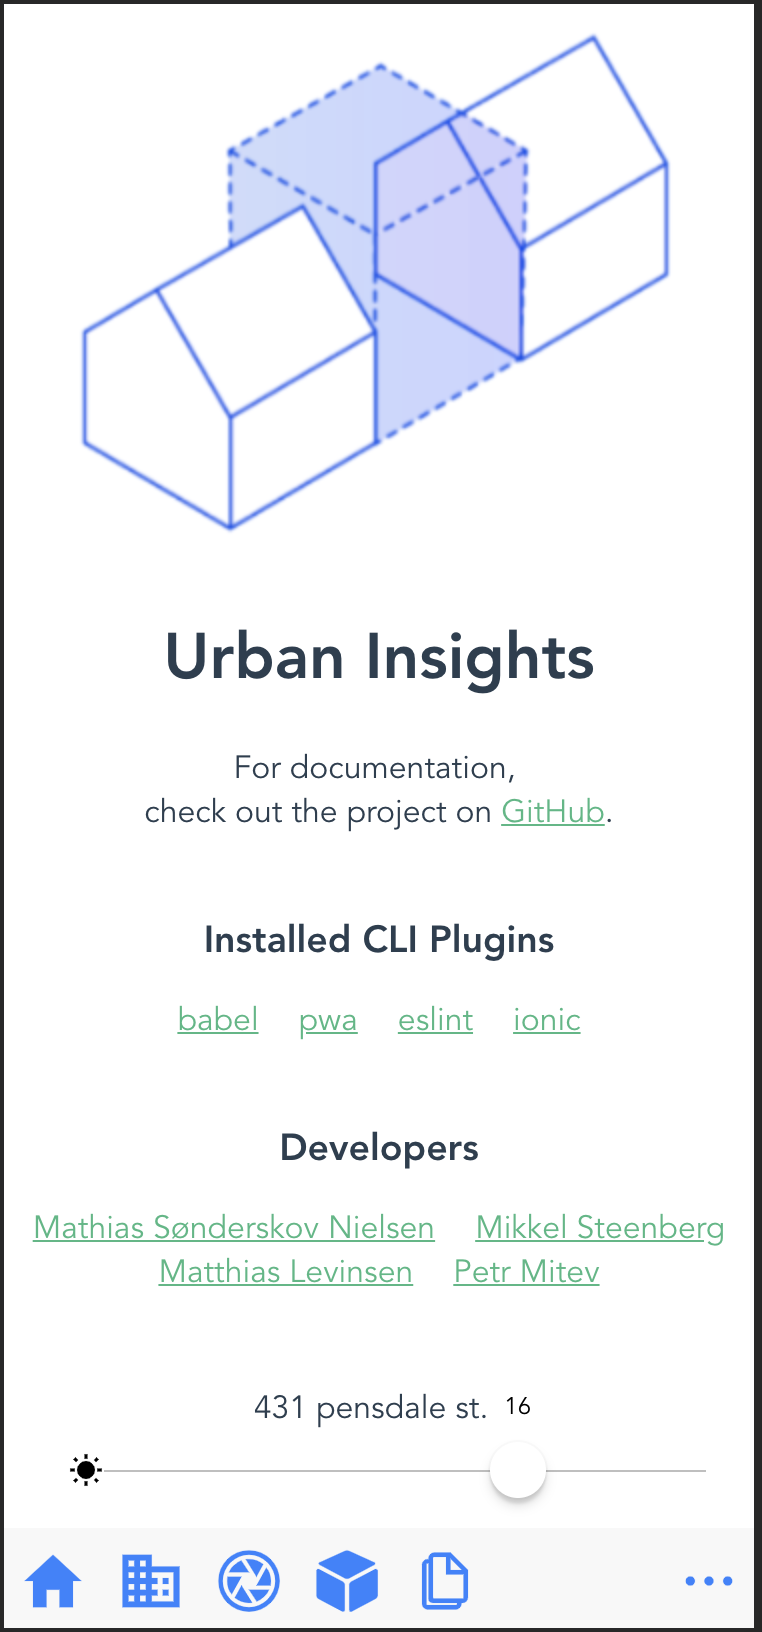 Urban Insights
For documentation,
check out the project on GitHub.
Installed CLI Plugins
babel pwa eslint ionic
Developers
Mathias Sønderskov Nielsen Mikkel Steenberg
Matthias Levinsen Petr Mitev
431 pensdale st. 16